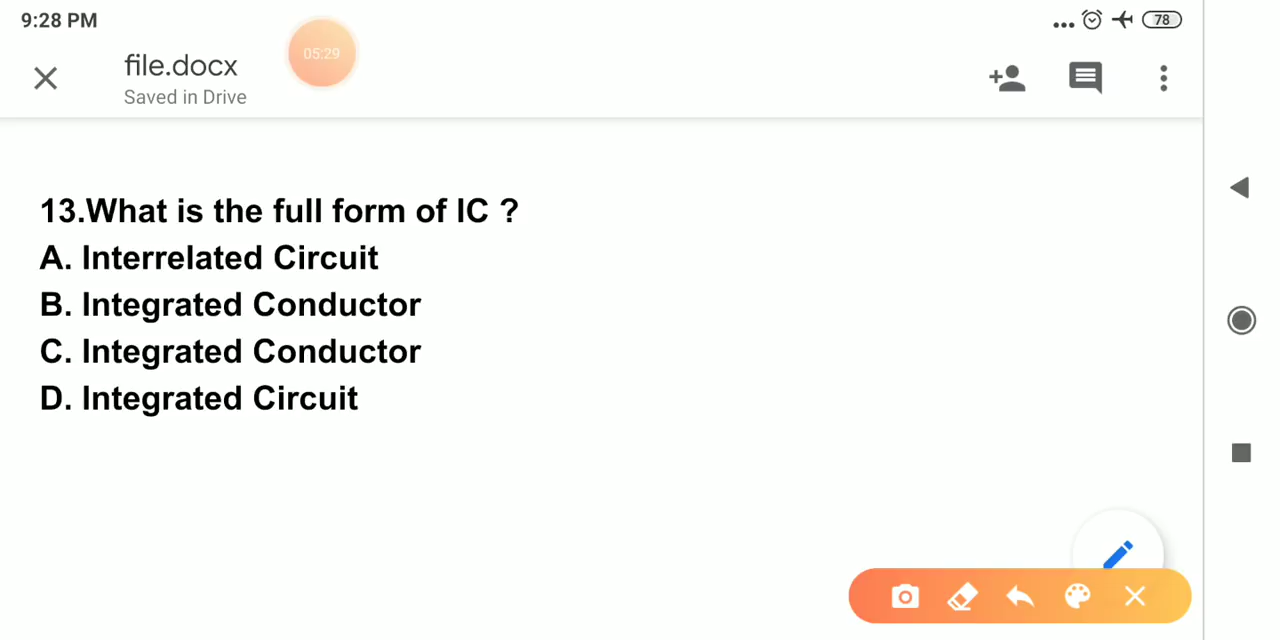 9:28 PM
78
file.docx
05:29
Saved in Drive
13.What is the full form of IC ?
A. Interrelated Circuit
B. Integrated Conductor
C. Integrated Conductor
D. Integrated Circuit